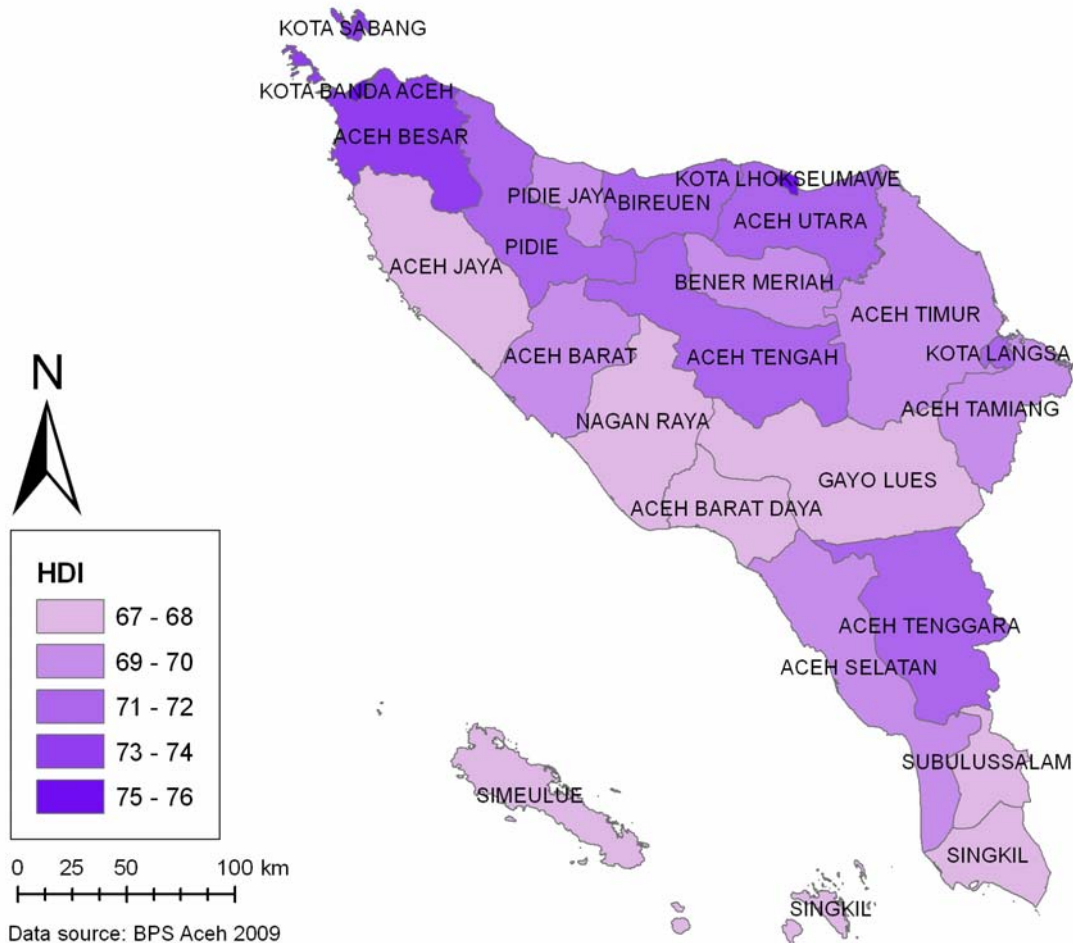 KOTA SABANG
KOTA BANDA ACEH
ACEH BESAR
PIDIE JAYA
KOTA LHOKSEUMAWE
BIREUEN
ACEH UTARA
PIDIE
ACEH JAYA
BENER MERIAH
ACEH TIMUR
ACEH BARAT
ACEH TENGAH
KOTA LANGSA
ACEH TAMIANG
NAGAN RAYA
GAYO LUES
ACEH BARAT DAYA
ACEH TENGGARA
ACEH SELATAN
SUBULUSSALAM
SIMEULUE
SINGKIL
SINGKIL
N
HDI
67 - 68
69 - 70
71 - 72
73 - 74
75 - 76
0 25 50 100 km
Data source: BPS Aceh 2009